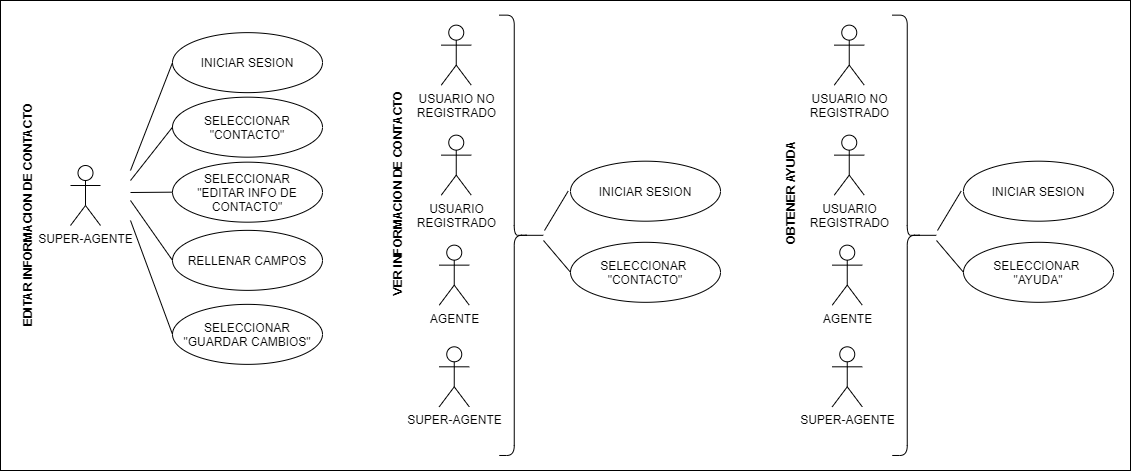 EDITAR INFORMACION DE CONTACTO
INICIAR SESION
SELECCIONAR
"CONTACTO"
SELECCIONAR
"EDITAR INFO DE
CONTACTO"
SUPER-AGENTE
RELLENAR CAMPOS
SELECCIONAR
"GUARDAR CAMBIOS"
VER INFORMACION DE CONTACTO
USUARIO NO
REGISTRADO
USUARIO
REGISTRADO
AGENTE
SUPER-AGENTE
INICIAR SESION
SELECCIONAR
"CONTACTO"
OBTENER AYUDA
USUARIO NO
REGISTRADO
USUARIO
REGISTRADO
AGENTE
SUPER-AGENTE
INICIAR SESION
SELECCIONAR
"AYUDA"